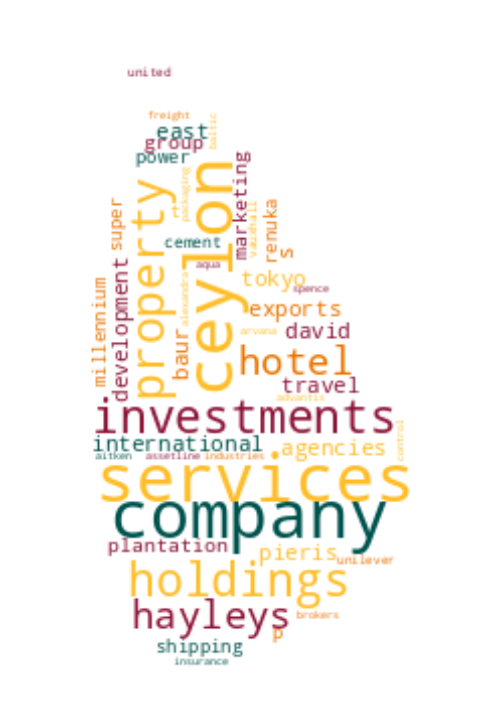 united
freight
east
baltic
group
power
property
ceylon
marketing
packaging
rt
vauxhall
renuka
s
super
cement
aqua
development
millennium
alexandra
baur
tokyo
spence
exports
arvana
david
hotel
travel
advantis
investments
international
agencies
control
aitken
assetline
industries
services
company
plantation
pieris
unilever
holdings
hayleys
brokers
p
shipping
insurance